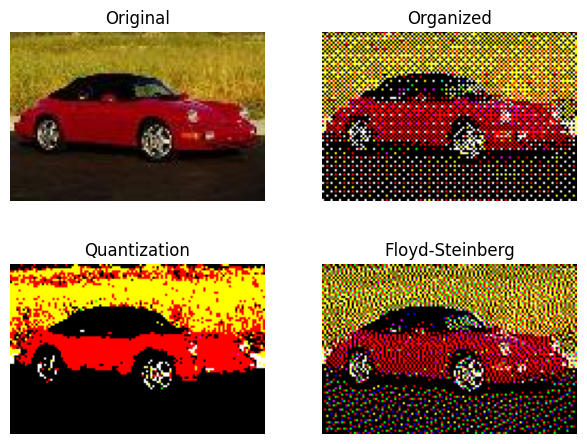 Original
Organized
Quantization
Floyd-Steinberg